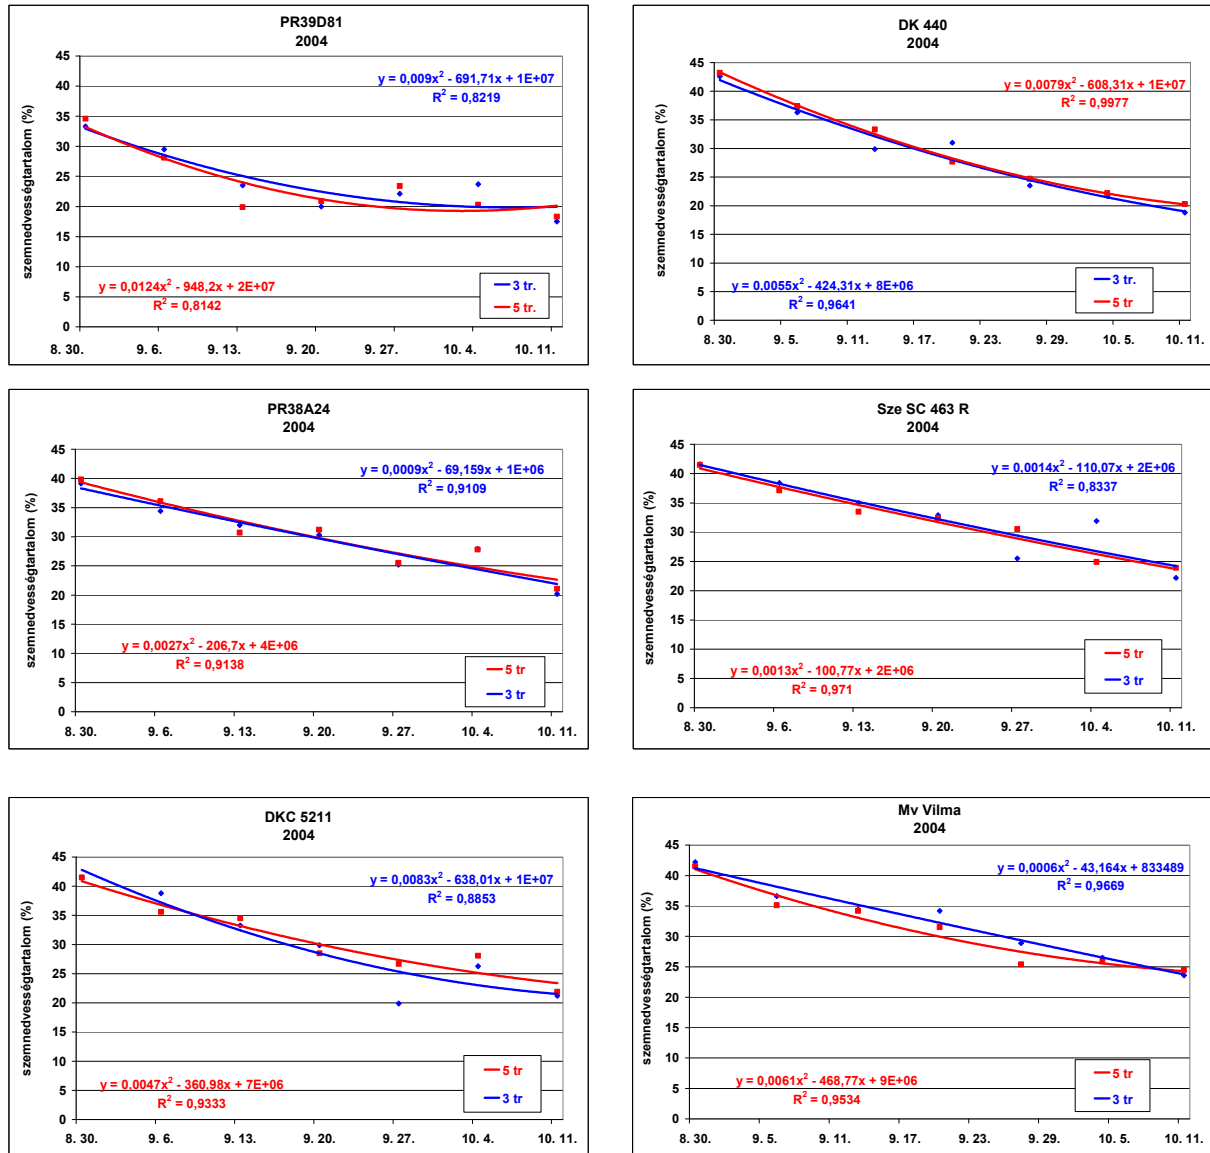 PR39D81
2004
szemnedvességtartalom (%)
45
40
35
30
25
20
15
10
5
0
y = 0,009x² - 691,71x + 1E+07
R² = 0,8219
y = 0,0124x² - 948,2x + 2E+07
R² = 0,8142
3 tr.
5 tr.
8. 30. 9. 6. 9. 13. 9. 20. 9. 27. 10. 4. 10. 11.
DK 440
2004
szemnedvességtartalom (%)
45
40
35
30
25
20
15
10
5
0
y = 0,0079x² - 608,31x + 1E+07
R² = 0,9977
y = 0,0055x² - 424,31x + 8E+06
R² = 0,9641
3 tr.
5 tr
8. 30. 9. 5. 9. 11. 9. 17. 9. 23. 9. 29. 10. 5. 10. 11.
PR38A24
2004
szemnedvességtartalom (%)
45
40
35
30
25
20
15
10
5
0
y = 0,0009x² - 69,159x + 1E+06
R² = 0,9109
y = 0,0027x² - 206,7x + 4E+06
R² = 0,9138
5 tr
3 tr
8. 30. 9. 6. 9. 13. 9. 20. 9. 27. 10. 4. 10. 11.
Sze SC 463 R
2004
szemnedvességtartalom (%)
45
40
35
30
25
20
15
10
5
0
y = 0,0014x² - 110,07x + 2E+06
R² = 0,8337
y = 0,0013x² - 100,77x + 2E+06
R² = 0,971
5 tr
3 tr
8. 30. 9. 6. 9. 13. 9. 20. 9. 27. 10. 4. 10. 11.
DKC 5211
2004
szemnedvességtartalom (%)
45
40
35
30
25
20
15
10
5
0
y = 0,0083x² - 638,01x + 1E+07
R² = 0,8853
y = 0,0047x² - 360,98x + 7E+06
R² = 0,9333
5 tr
3 tr
8. 30. 9. 6. 9. 13. 9. 20. 9. 27. 10. 4. 10. 11.
Mv Vilma
2004
szemnedvességtartalom (%)
45
40
35
30
25
20
15
10
5
0
y = 0,0006x² - 43,164x + 833489
R² = 0,9669
y = 0,0061x² - 468,77x + 9E+06
R² = 0,9534
5 tr
3 tr
8. 30. 9. 5. 9. 11. 9. 17. 9. 23. 9. 29. 10. 5. 10. 11.